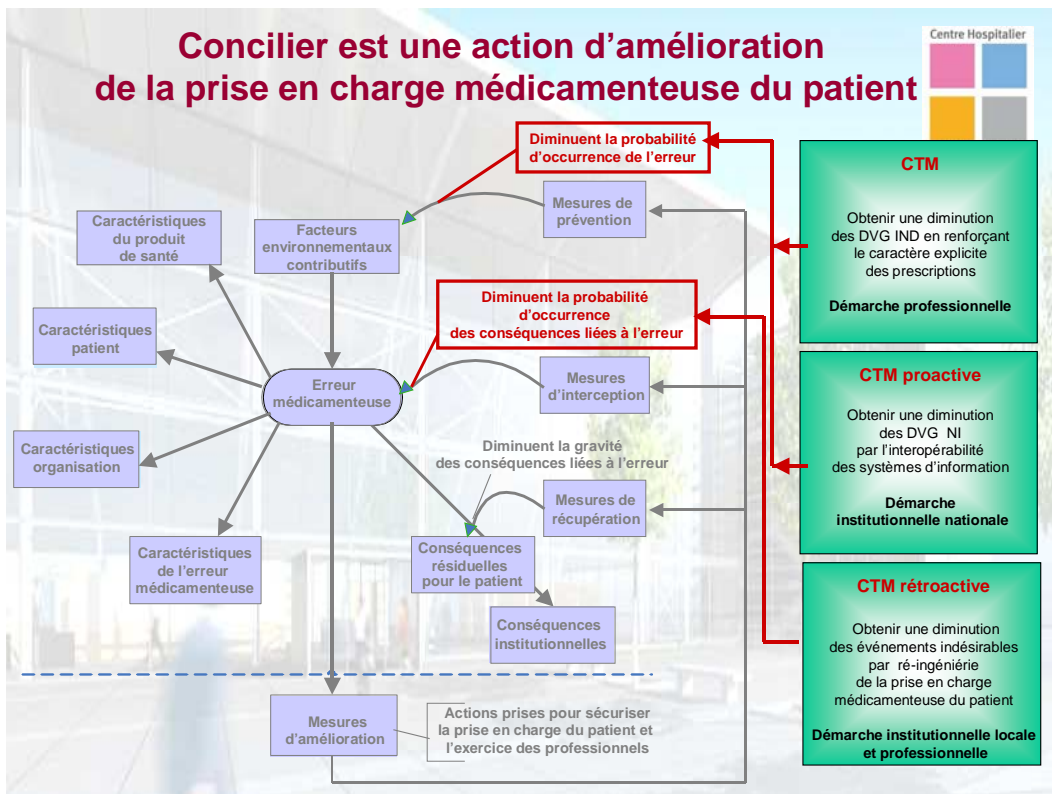 Concilier est une action d'amélioration
de la prise en charge médicamenteuse du patient
Centre Hospitalier
Diminuent la probabilité
d'occurrence de l'erreur
Mesures de
prévention
Caractéristiques
du produit
de santé
Facteurs
environnementaux
contributifs
Diminuent la probabilité
d'occurrence
des conséquences liées à l'erreur
Caractéristiques
patient
Erreur
médicamenteuse
Mesures
d'interception
Caractéristiques
organisation
Diminuent la gravité
des conséquences liées à l'erreur
Mesures de
récupération
Caractéristiques
de l'erreur
médicamenteuse
Conséquences
résiduelles
pour le patient
Conséquences
institutionnelles
Mesures
d'amélioration
Actions prises pour sécuriser
la prise en charge du patient et
l'exercice des professionnels
CTM
Obtenir une diminution
des DVG IND en renforçant
le caractère explicite
des prescriptions
Démarche professionnelle
CTM proactive
Obtenir une diminution
des DVG NI
par l'interopérabilité
des systèmes d'information
Démarche
institutionnelle nationale
CTM rétroactive
Obtenir une diminution
des événements indésirables
par ré-ingéniérie
de la prise en charge
médicamenteuse du patient
Démarche institutionnelle locale
et professionnelle